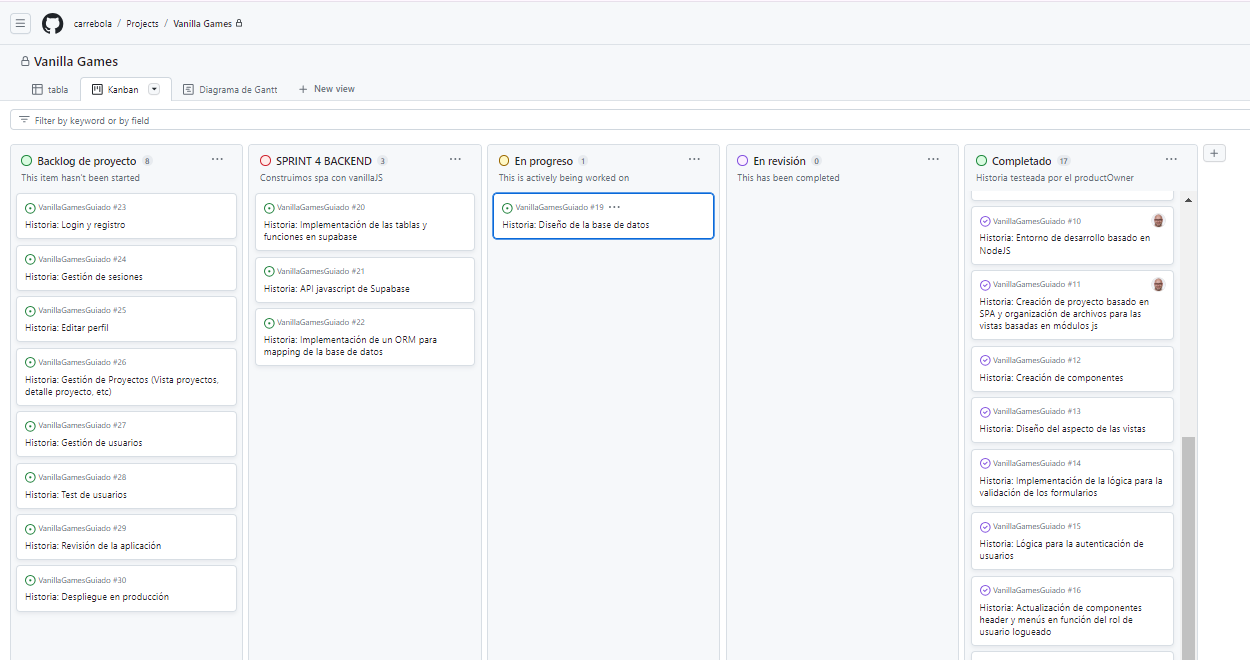 carrebola / Projects / Vanilla Games
Vanilla Games
tabla
Kanban
Diagrama de Gantt
+ New view
Filter by keyword or by field
Backlog de proyecto 8
This item hasn't been started
VanillaGamesGuiado #23
Historia: Login y registro
VanillaGamesGuiado #24
Historia: Gestión de sesiones
VanillaGamesGuiado #25
Historia: Editar perfil
VanillaGamesGuiado #26
Historia: Gestión de Proyectos (Vista proyectos,
detalle proyecto, etc)
VanillaGamesGuiado #27
Historia: Gestión de usuarios
VanillaGamesGuiado #28
Historia: Test de usuarios
VanillaGamesGuiado #29
Historia: Revisión de la aplicación
VanillaGamesGuiado #30
Historia: Despliegue en producción
SPRINT 4 BACKEND 3
Construimos spa con vanillaJS
VanillaGamesGuiado #20
Historia: Implementación de las tablas y
funciones en supabase
VanillaGamesGuiado #21
Historia: API javascript de Supabase
VanillaGamesGuiado #22
Historia: Implementación de un ORM para
mapping de la base de datos
En progreso 1
This is actively being worked on
VanillaGamesGuiado #19
Historia: Diseño de la base de datos
En revisión 0
This has been completed
Completado 17
Historia testeada por el productOwner
VanillaGamesGuiado #10
Historia: Entorno de desarrollo basado en
NodeJS
VanillaGamesGuiado #11
Historia: Creación de proyecto basado en
SPA y organización de archivos para las
vistas basadas en módulos js
VanillaGamesGuiado #12
Historia: Creación de componentes
VanillaGamesGuiado #13
Historia: Diseño del aspecto de las vistas
VanillaGamesGuiado #14
Historia: Implementación de la lógica para la
validación de los formularios
VanillaGamesGuiado #15
Historia: Lógica para la autenticación de
usuarios
VanillaGamesGuiado #16
Historia: Actualización de componentes
header y menús en función del rol de
usuario logueado